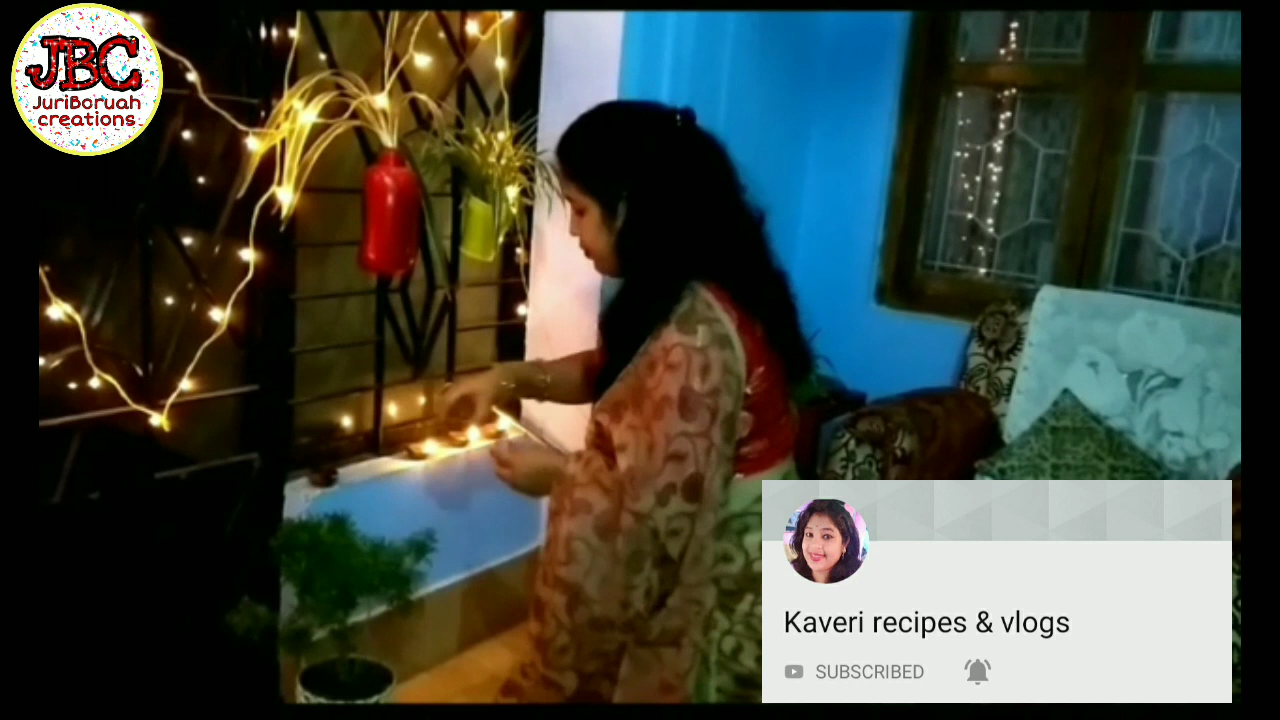 JBC
JuriBoruah
creations
Kaveri recipes & vlogs
SUBSCRIBED